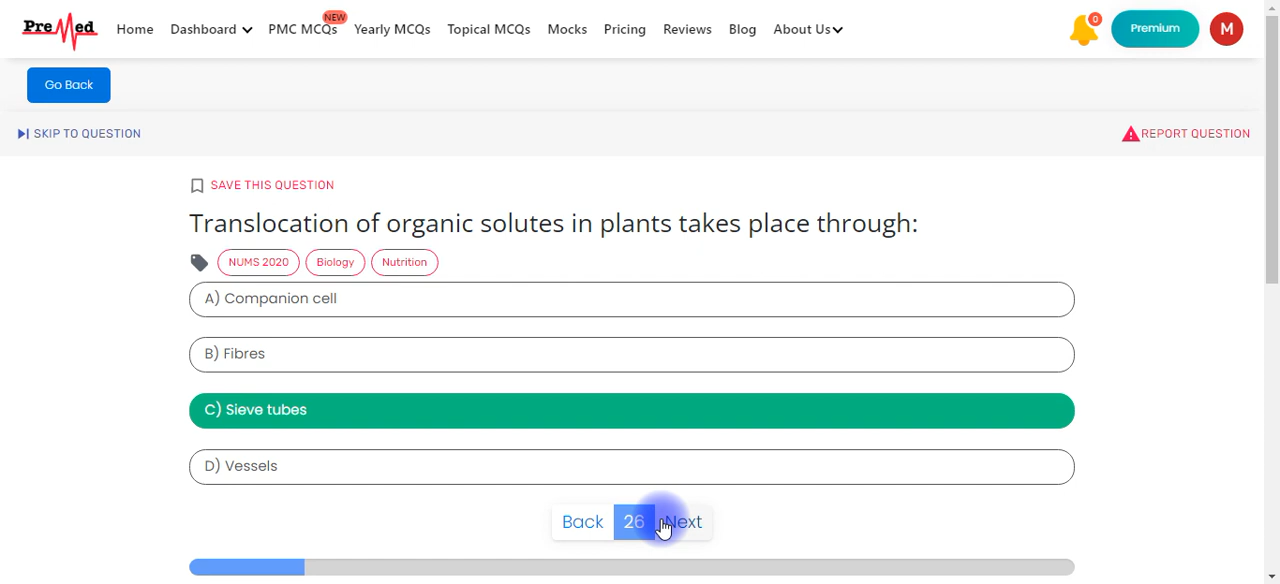 PreMed Home Dashboard PMC MCQs NEW Yearly MCQs Topical MCQs Mocks Pricing Reviews Blog About Us 0 Premium M
Go Back
SKIP TO QUESTION REPORT QUESTION
SAVE THIS QUESTION
Translocation of organic solutes in plants takes place through:
NUMS 2020 Biology Nutrition
A) Companion cell
B) Fibres
C) Sieve tubes
D) Vessels
Back 26 Next